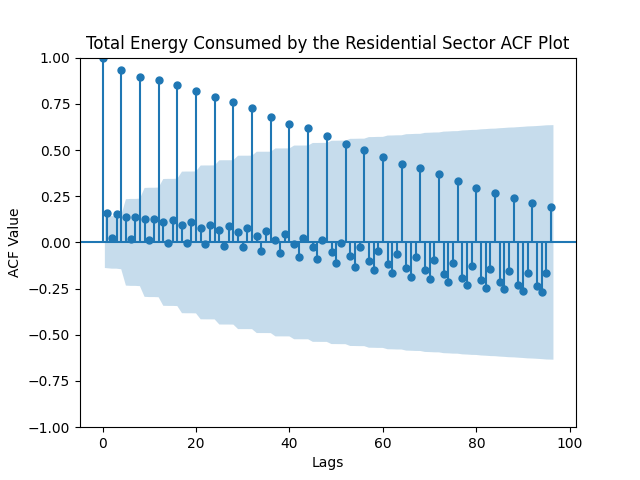 Total Energy Consumed by the Residential Sector ACF Plot
1.00
0.75
0.50
0.25
0.00
−0.25
−0.50
−0.75
−1.00
ACF Value
0 20 40 60 80 100
Lags